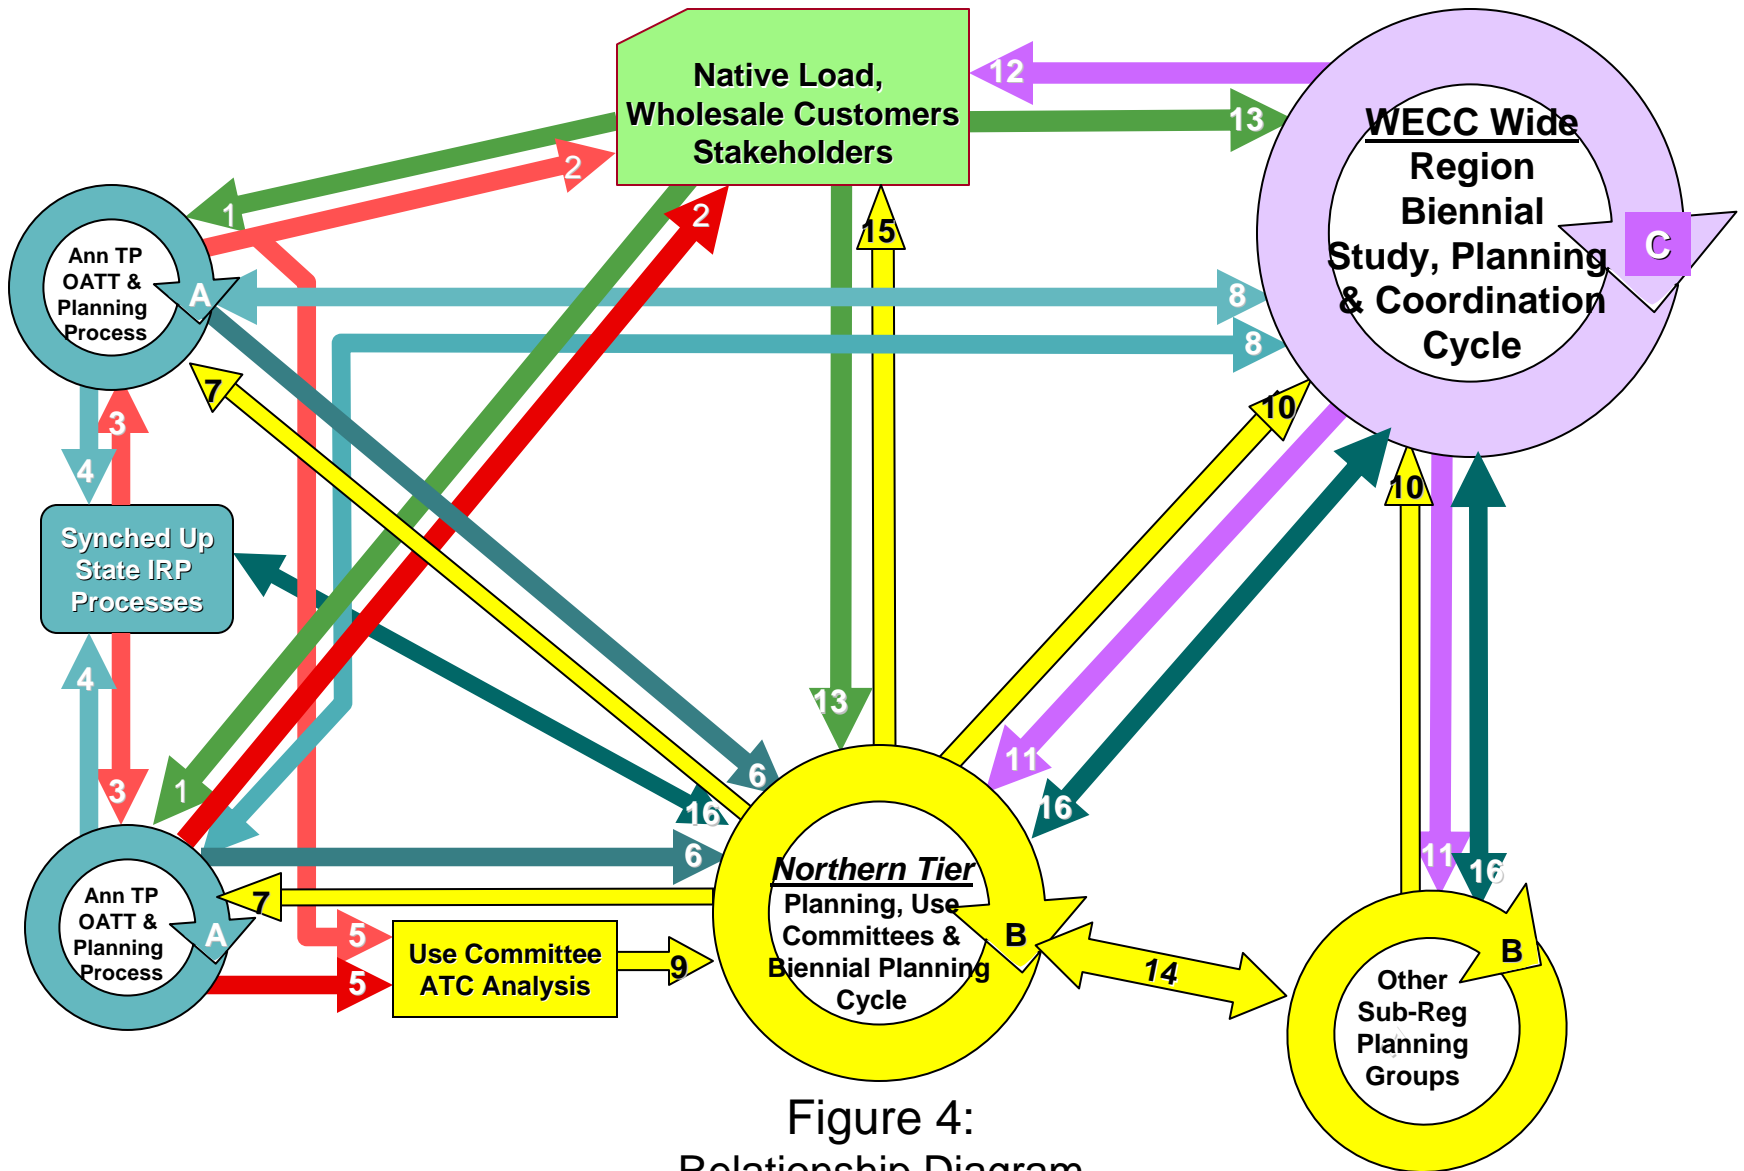 Native Load,
Wholesale Customers
Stakeholders
12
13
WECC Wide
Region
Biennial
Study, Planning
& Coordination
Cycle
C
1
2
2
15
Ann TP
OATT &
Planning
Process
A
8
8
7
3
4
10
10
Synched Up
State IRP
Processes
4
3
1
13
6
16
11
16
11
16
6
7
Ann TP
OATT &
Planning
Process
A
5
5
Use Committee
ATC Analysis
9
Northern Tier
Planning, Use
Committees &
Biennial Planning
Cycle
B
14
B
Other
Sub-Reg
Planning
Groups
Figure 4:
Relationship Diagram